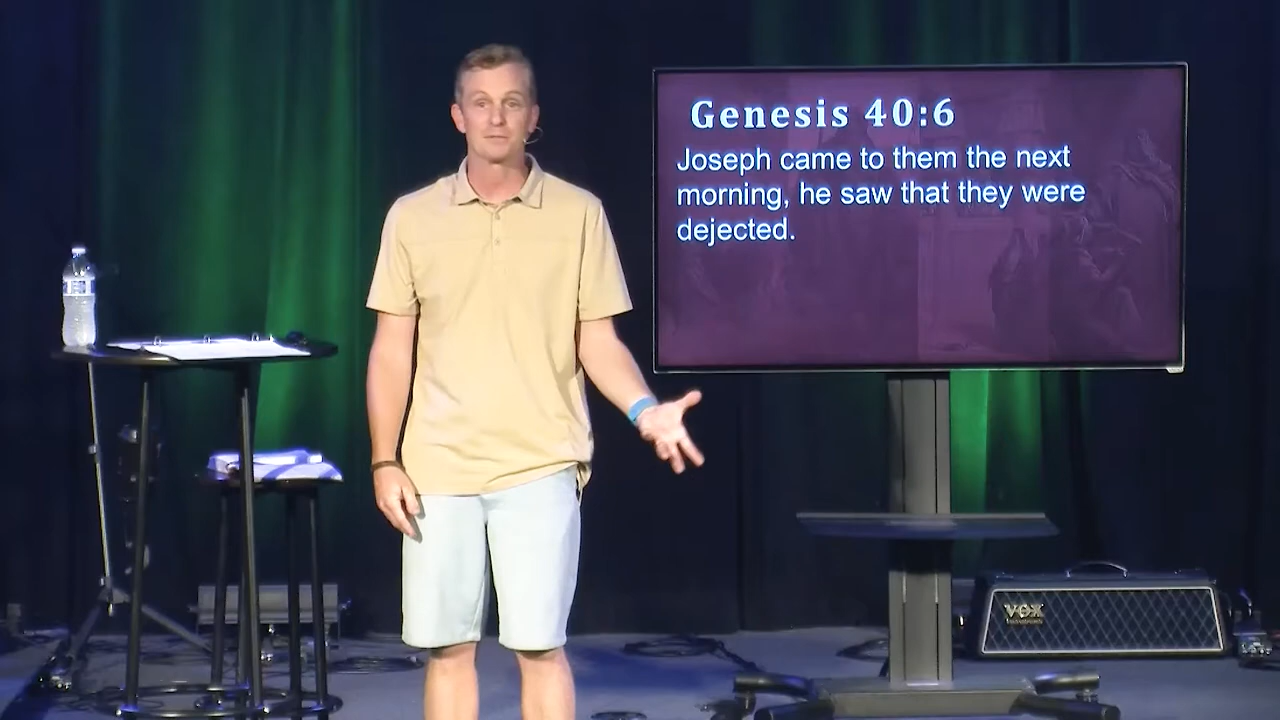 Genesis 40:6
Joseph came to them the next
morning, he saw that they were
dejected.
VOX